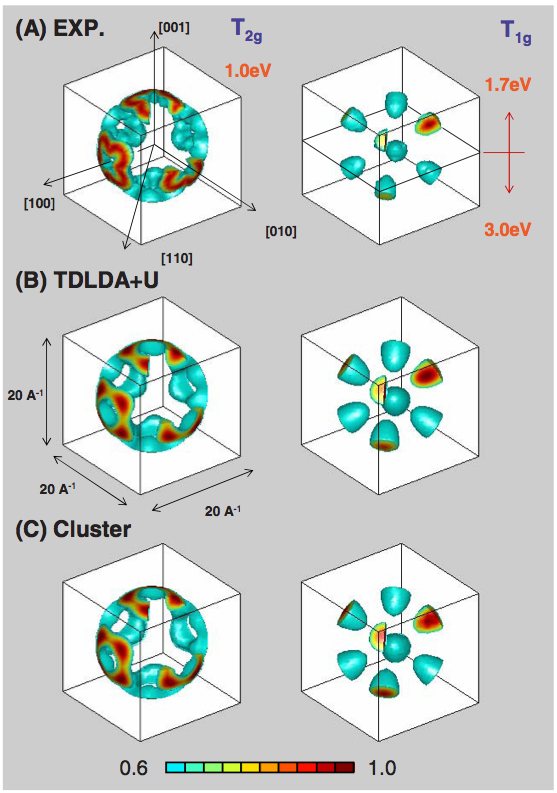 (A) EXP.
[001]
T2g
1.0eV
T1g
1.7eV
3.0eV
[100]
[010]
[110]
(B) TDLDA+U
20 A-1
20 A-1
20 A-1
(C) Cluster
0.6
1.0